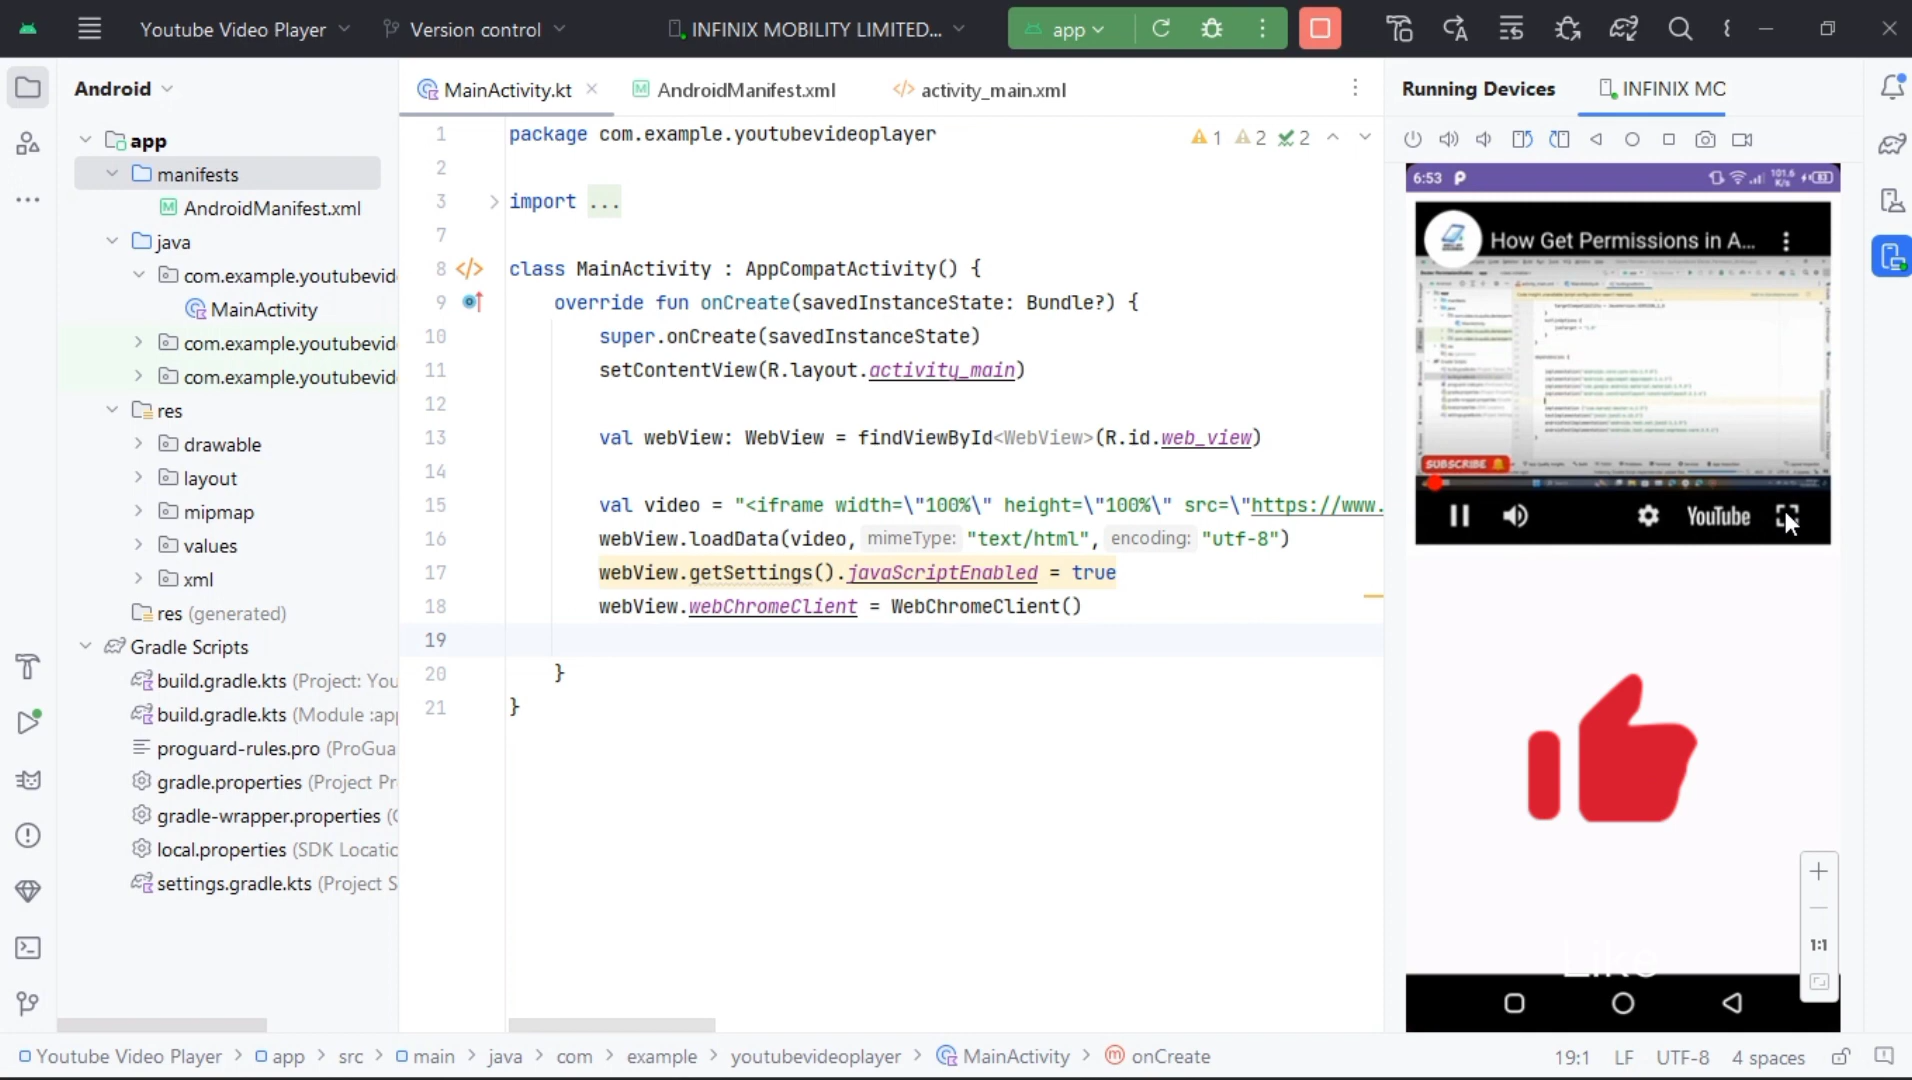 Youtube Video Player
Version control
INFINIX MOBILITY LIMITED...
app
Android
app
manifests
AndroidManifest.xml
java
com.example.youtubevid
MainActivity
com.example.youtubevid
com.example.youtubevid
res
drawable
layout
mipmap
values
xml
res (generated)
Gradle Scripts
build.gradle.kts (Project: You
build.gradle.kts (Module :app
proguard-rules.pro (ProGua
gradle.properties (Project Pr
gradle-wrapper.properties (
local.properties (SDK Locatic
settings.gradle.kts (Project S
MainActivity.kt
AndroidManifest.xml
activity_main.xml
1 package com.example.youtubevideoplayer
1 2 2
2
3 import ...
7
8 class MainActivity : AppCompatActivity() {
9 override fun onCreate(savedInstanceState: Bundle?) {
10 super.onCreate(savedInstanceState)
11 setContentView(R.layout.activity_main)
12
13 val webView: WebView = findViewById<WebView>(R.id.web_view)
14
15 val video = "<iframe width=\"100%\" height=\"100%\" src=\"https://www.
16 webView.loadData(video, mimeType: "text/html", encoding: "utf-8")
17 webView.getSettings().javaScriptEnabled = true
18 webView.webChromeClient = WebChromeClient()
19
20 }
21 }
Running Devices
INFINIX MC
6:53
101.6 K/s
83
How Get Permissions in A...
SUBSCRIBE
YouTube
Like
1:1
Youtube Video Player > app > src > main > java > com > example > youtubevideoplayer > MainActivity > onCreate
19:1 LF UTF-8 4 spaces